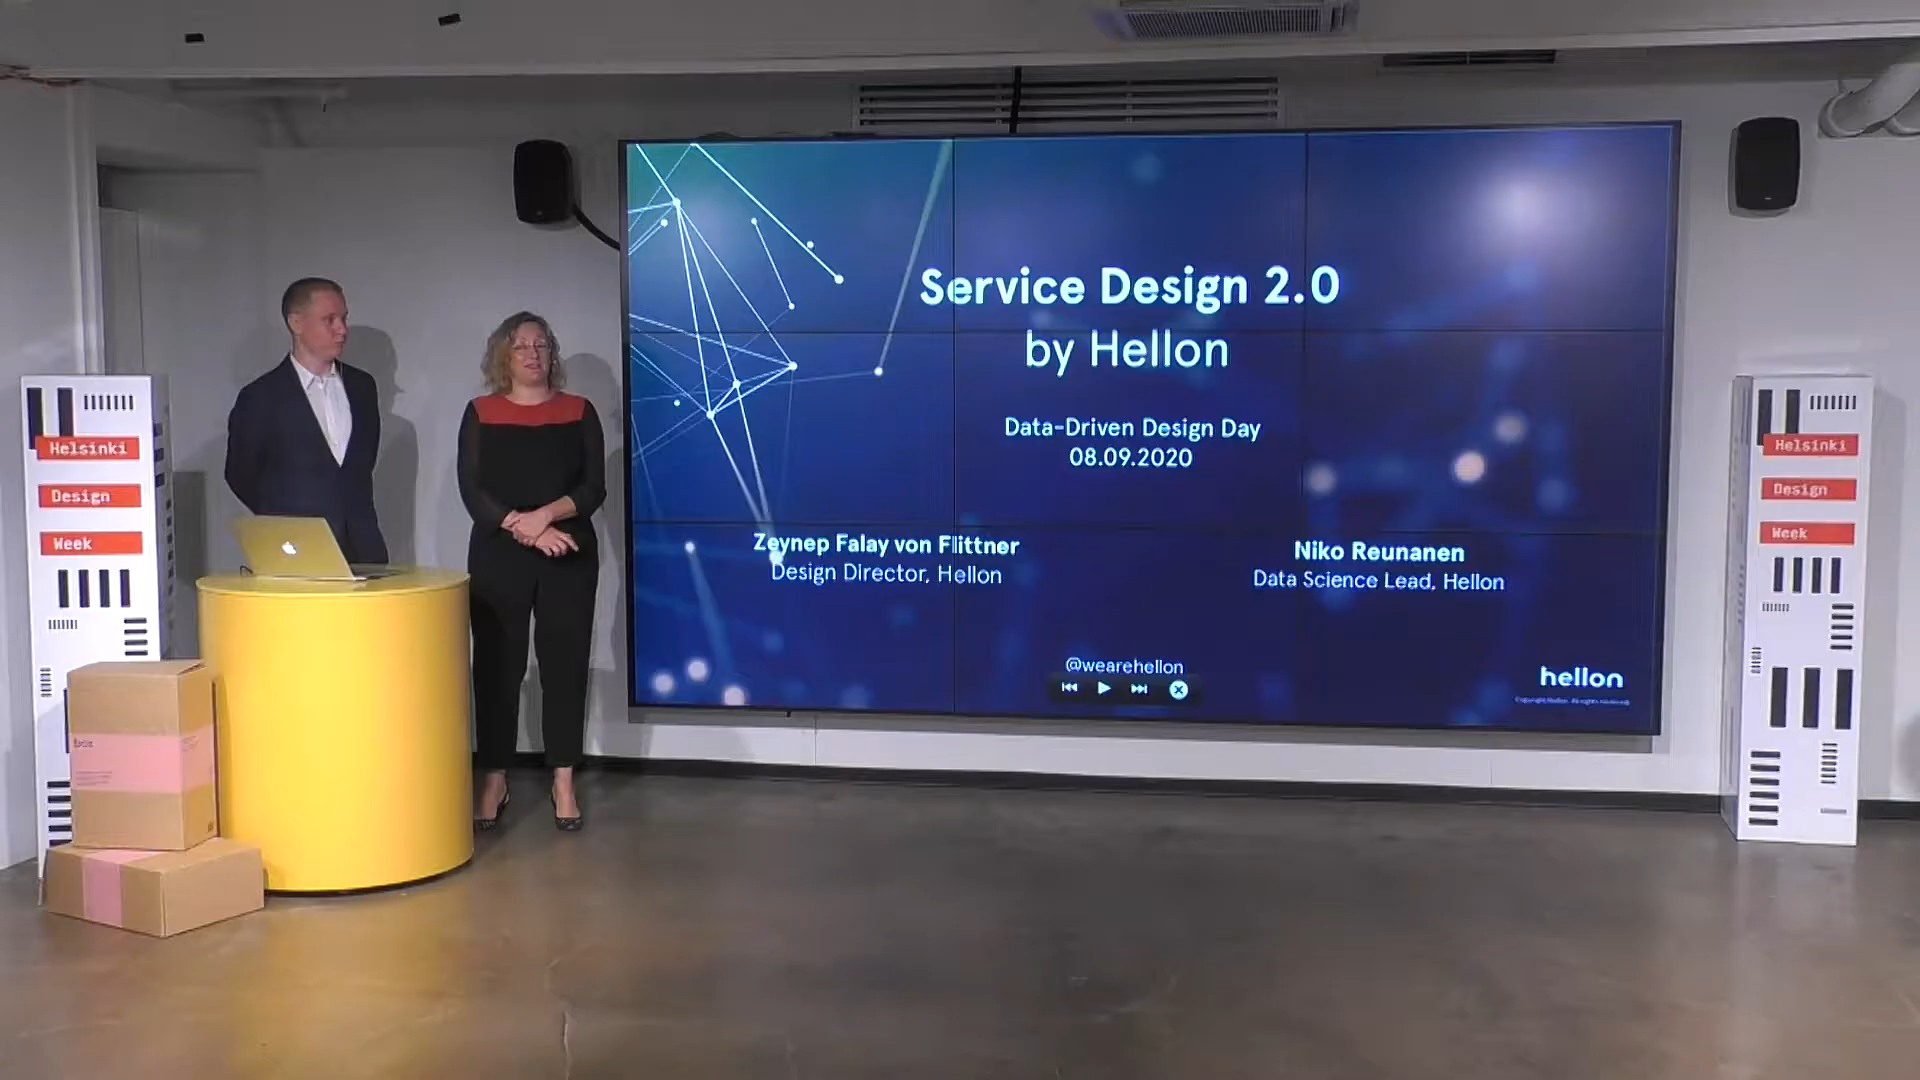 Service Design 2.0
by Hellon
Data-Driven Design Day
08.09.2020
Zeynep Falay von Flittner
Design Director, Hellon
Niko Reunanen
Data Science Lead, Hellon
@wearehellon
hellon
Helsinki
Design
Week
Helsinki
Design
Week